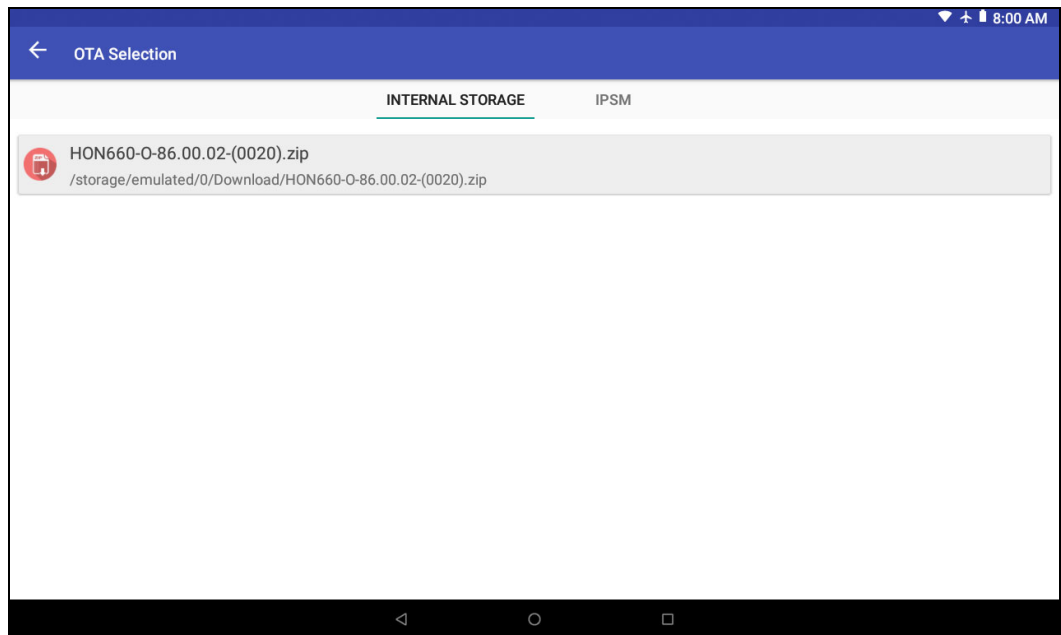 8:00 AM
OTA Selection
INTERNAL STORAGE IPSM
HON660-O-86.00.02-(0020).zip
/storage/emulated/0/Download/HON660-O-86.00.02-(0020).zip